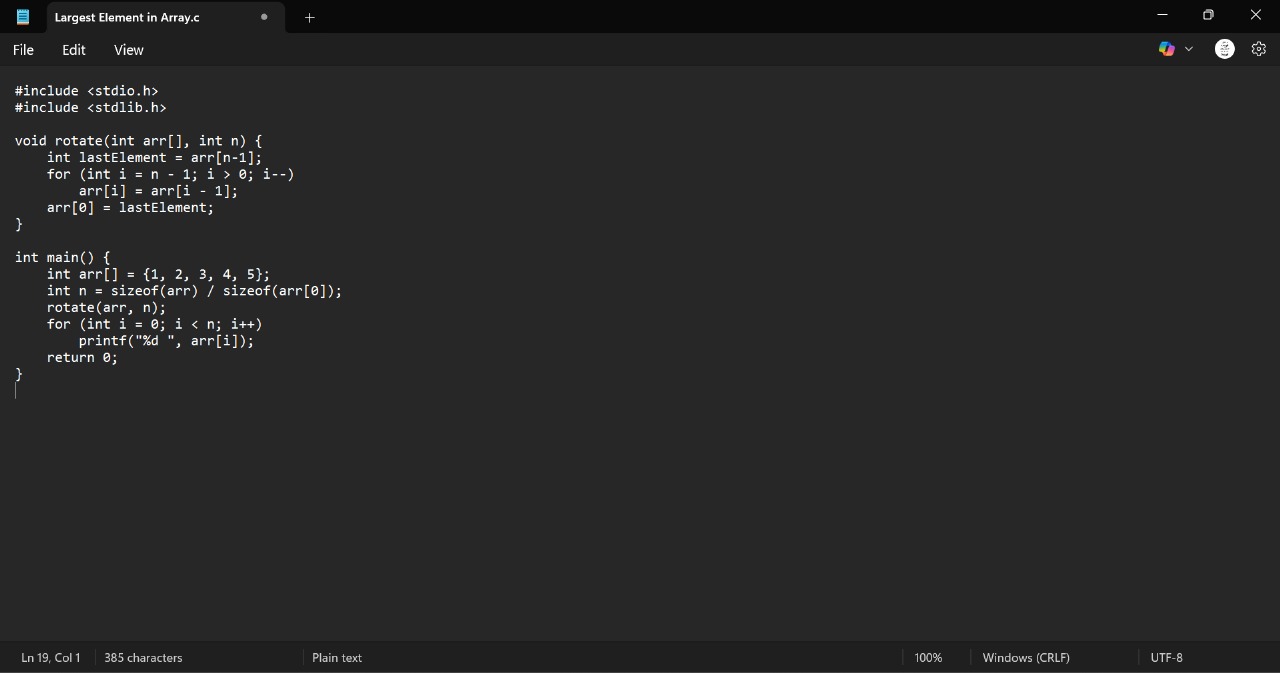 Largest Element in Array.c
File Edit View
#include <stdio.h>
#include <stdlib.h>

void rotate(int arr[], int n) {
    int lastElement = arr[n-1];
    for (int i = n - 1; i > 0; i--)
        arr[i] = arr[i - 1];
    arr[0] = lastElement;
}

int main() {
    int arr[] = {1, 2, 3, 4, 5};
    int n = sizeof(arr) / sizeof(arr[0]);
    rotate(arr, n);
    for (int i = 0; i < n; i++)
        printf("%d ", arr[i]);
    return 0;
}
Ln 19, Col 1 385 characters Plain text 100% Windows (CRLF) UTF-8